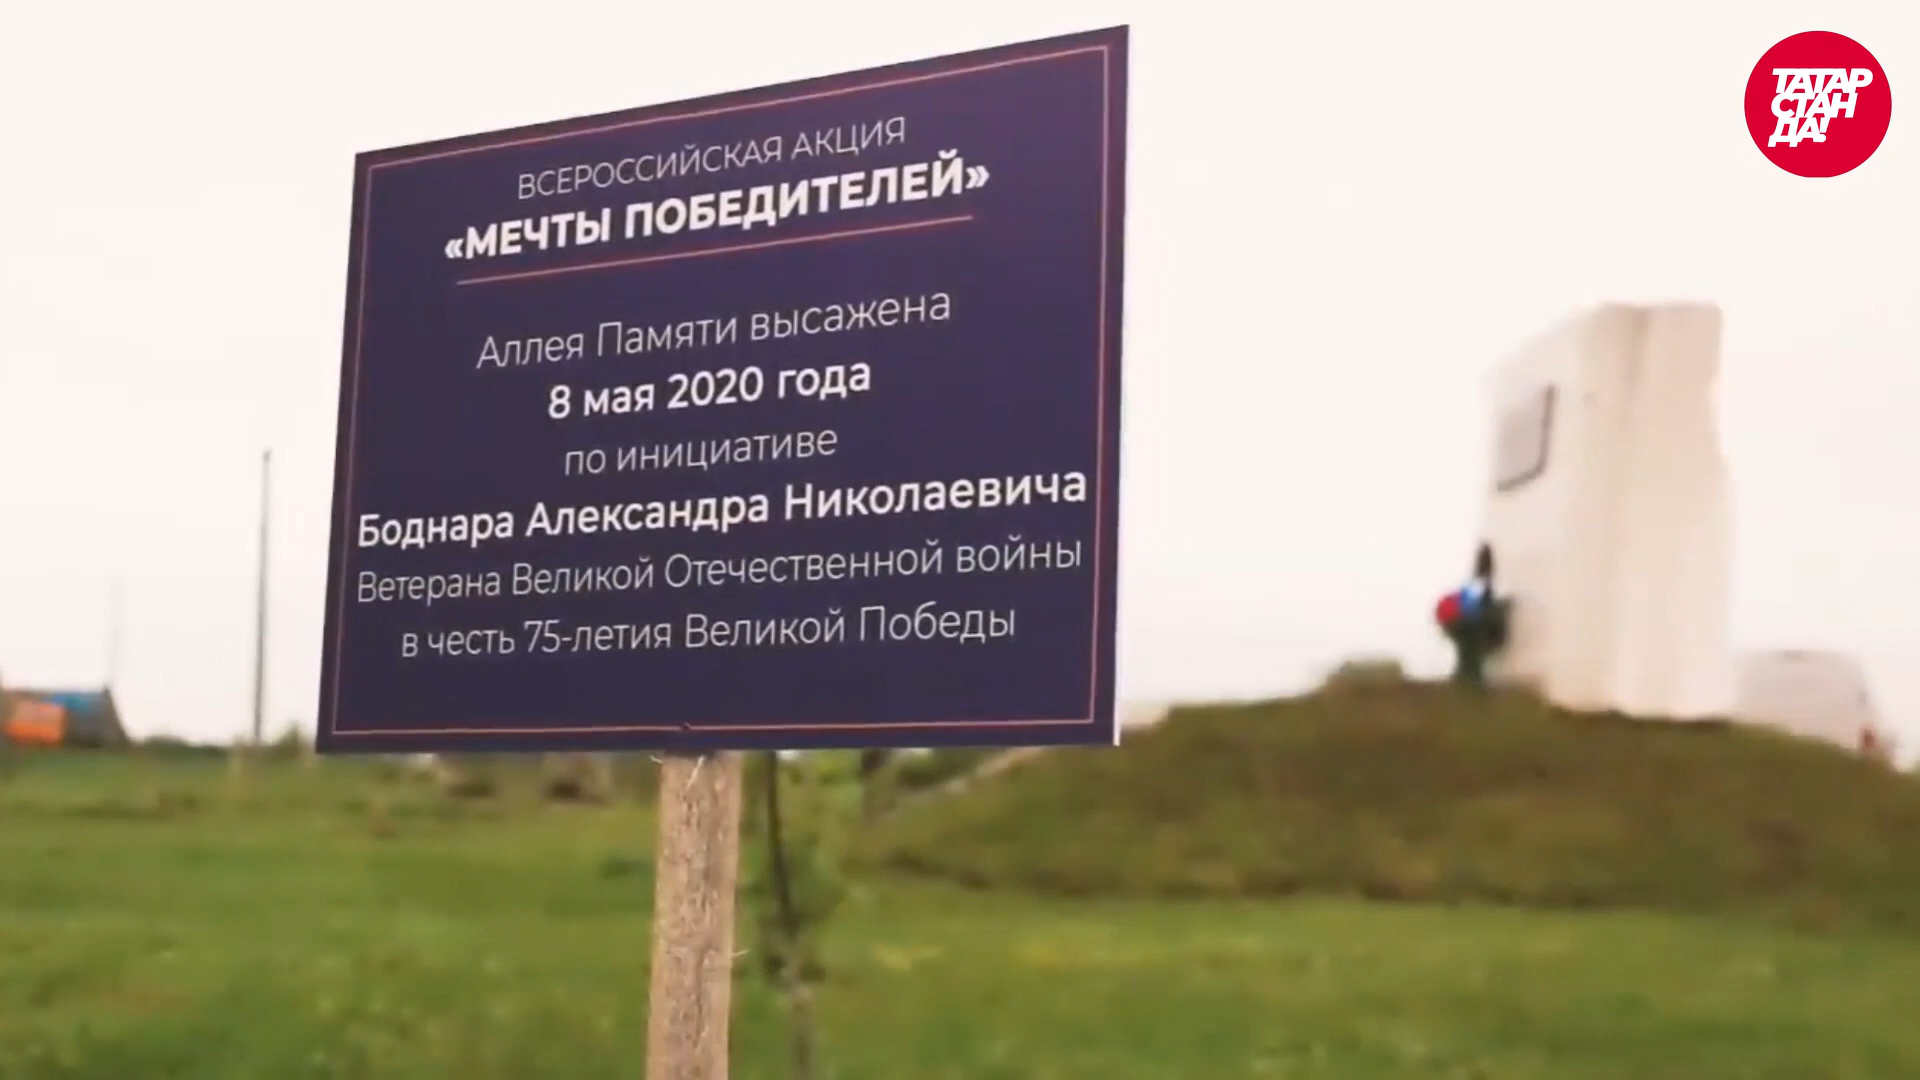 ВСЕРОССИЙСКАЯ АКЦИЯ
«МЕЧТЫ ПОБЕДИТЕЛЕЙ»
Аллея Памяти высажена
8 мая 2020 года
по инициативе
Боднара Александра Николаевича
Ветерана Великой Отечественной войны
в честь 75-летия Великой Победы
ТАТАР
СТАН
ДА!